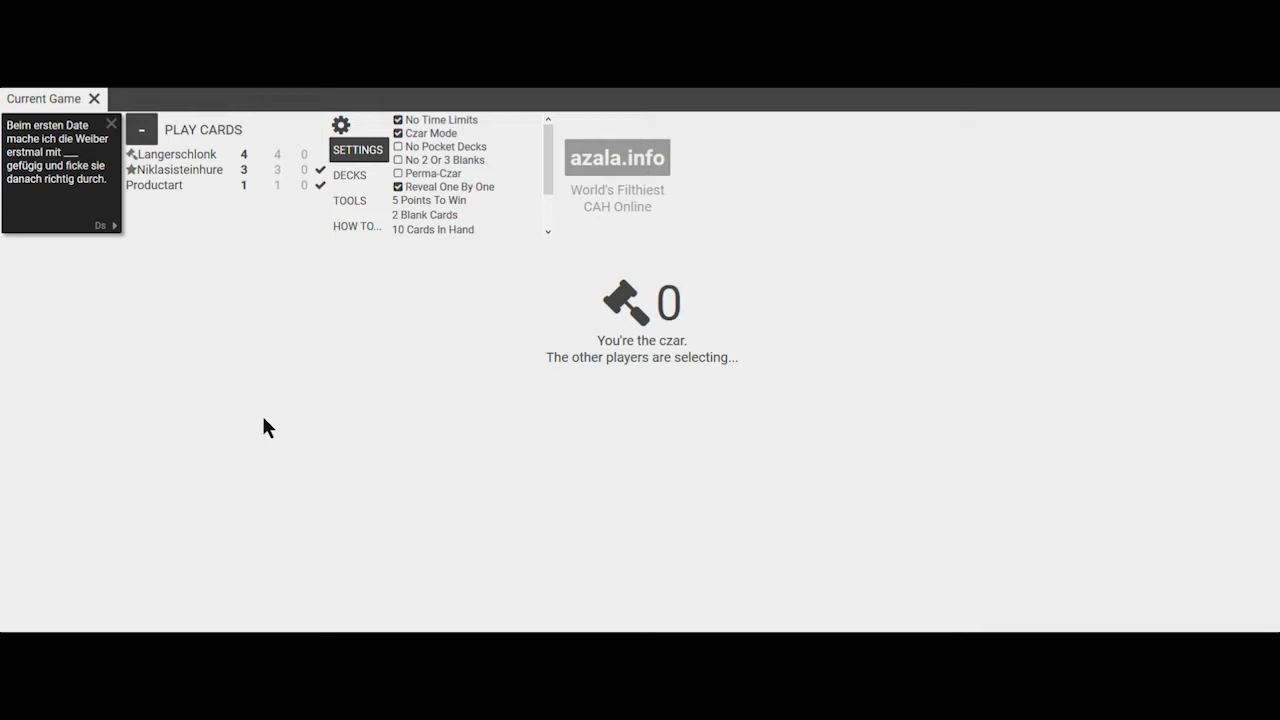 Current Game
Beim ersten Date
mache ich die Weiber
erstmal mit ___
gefügig und ficke sie
danach richtig durch.
Ds
- PLAY CARDS
Langerschlonk 4 4 0
Niklasisteinhure 3 3 0
Productart 1 1 0
SETTINGS
DECKS
TOOLS
HOW TO...
No Time Limits
Czar Mode
No Pocket Decks
No 2 Or 3 Blanks
Perma-Czar
Reveal One By One
5 Points To Win
2 Blank Cards
10 Cards In Hand
azala.info
World's Filthiest
CAH Online
0
You're the czar.
The other players are selecting...